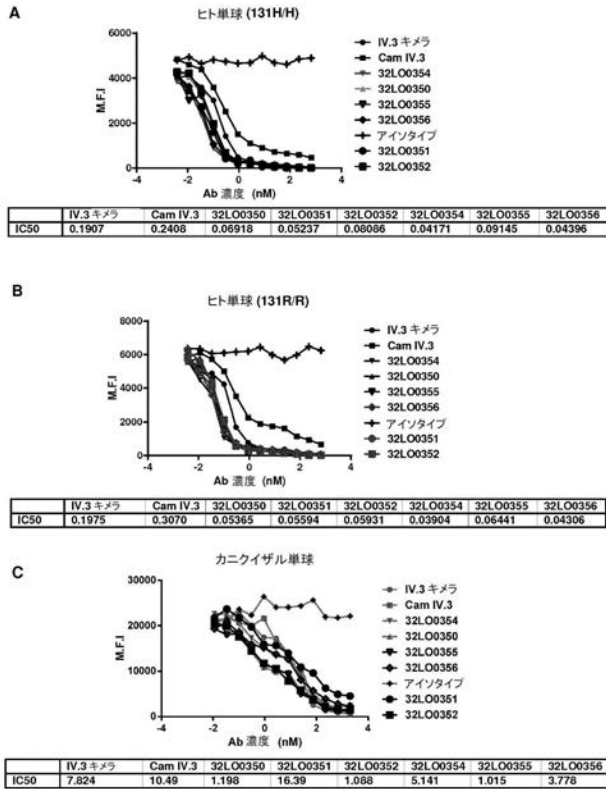 A
ヒト単球 (131H/H)
6000
4000
2000
0
M.F.I
-4 -2 0 2 4
Ab 濃度 (nM)
IV.3 キメラ
Cam IV.3
32LO0354
32LO0350
32LO0355
32LO0356
アイソタイプ
32LO0351
32LO0352
IV.3 キメラ Cam IV.3 32LO0350 32LO0351 32LO0352 32LO0354 32LO0355 32LO0356
IC50 0.1907 0.2408 0.06918 0.05237 0.08086 0.04171 0.09145 0.04396
B
ヒト単球 (131R/R)
8000
6000
4000
2000
0
M.F.I
-4 -2 0 2 4
Ab 濃度 (nM)
IV.3 キメラ
Cam IV.3
32LO0354
32LO0350
32LO0355
32LO0356
アイソタイプ
32LO0351
32LO0352
IV.3 キメラ Cam IV.3 32LO0350 32LO0351 32LO0352 32LO0354 32LO0355 32LO0356
IC50 0.1975 0.3070 0.05365 0.05594 0.05931 0.03904 0.06441 0.04306
C
カニクイザル単球
30000
20000
10000
0
M.F.I
-4 -2 0 2 4
Ab 濃度 (nM)
IV.3 キメラ
Cam IV.3
32LO0354
32LO0350
32LO0355
32LO0356
アイソタイプ
32LO0351
32LO0352
IV.3 キメラ Cam IV.3 32LO0350 32LO0351 32LO0352 32LO0354 32LO0355 32LO0356
IC50 7.824 10.49 1.198 16.39 1.088 5.141 1.015 3.778